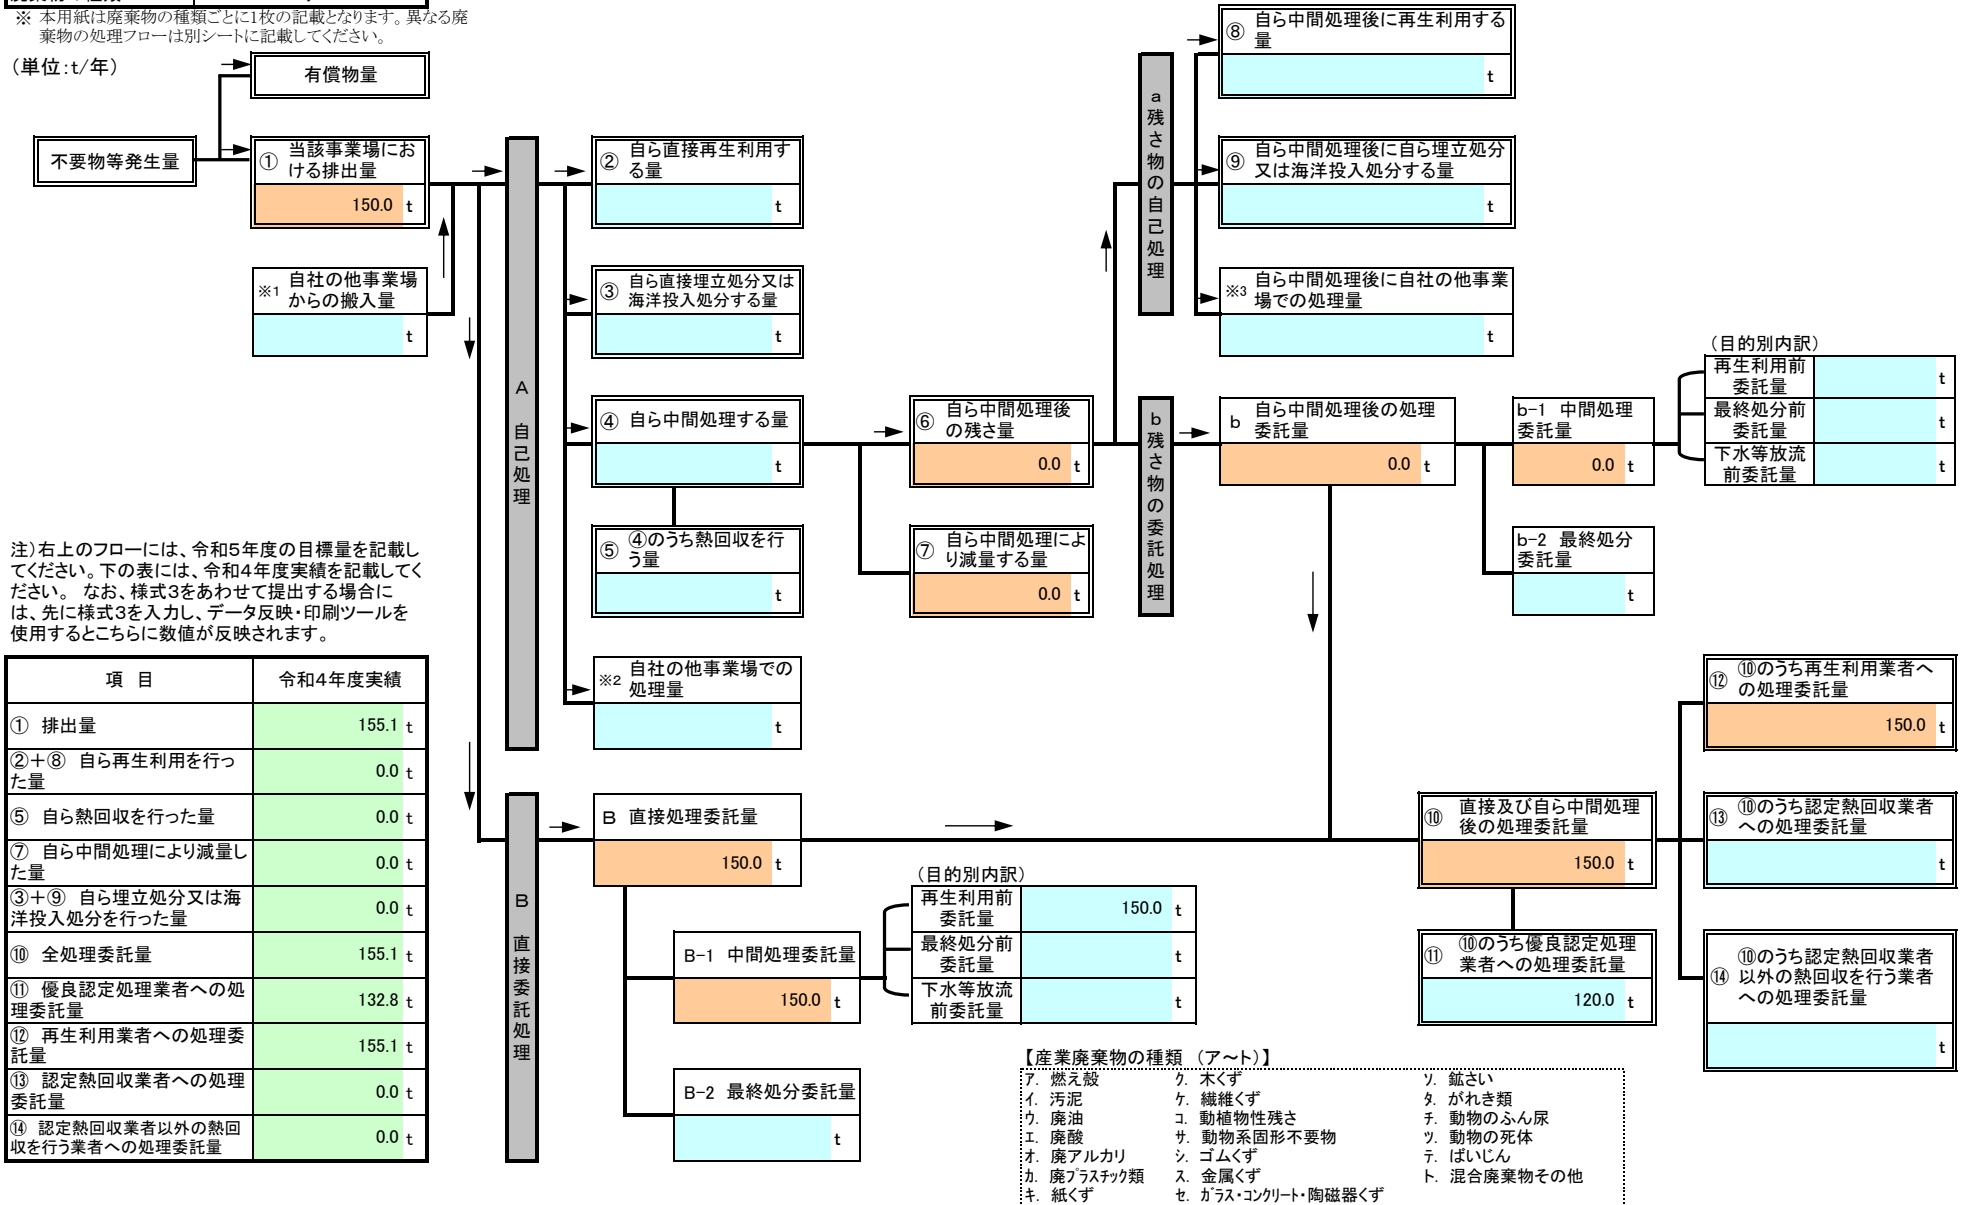 ※ 本用紙は廃棄物の種類ごとに1枚の記載となります。異なる廃
棄物の処理フローは別シートに記載してください。
（単位：t/年）
有償物量
不要物等発生量
① 当該事業場にお
ける排出量
150.0 t
※1 自社の他事業場
からの搬入量
t
A 自己処理
② 自ら直接再生利用す
る量
t
③ 自ら直接埋立処分又は
海洋投入処分する量
t
④ 自ら中間処理する量
t
⑤ ④のうち熱回収を行
う量
t
※2 自社の他事業場での
処理量
t
⑥ 自ら中間処理後
の残さ量
0.0 t
⑦ 自ら中間処理によ
り減量する量
0.0 t
a 残さ物の自己処理
⑧ 自ら中間処理後に再生利用する
量
t
⑨ 自ら中間処理後に自ら埋立処分
又は海洋投入処分する量
t
※3 自ら中間処理後に自社の他事業
場での処理量
t
b 残さ物の委託処理
b 自ら中間処理後の処理
委託量
0.0 t
b-1 中間処理
委託量
0.0 t
（目的別内訳）
再生利用前
委託量
t
最終処分前
委託量
t
下水等放流
前委託量
t
b-2 最終処分
委託量
t
注）右上のフローには、令和5年度の目標量を記載し
てください。下の表には、令和4年度実績を記載してく
ださい。 なお、様式3をあわせて提出する場合に
は、先に様式3を入力し、データ反映・印刷ツールを
使用するとこちらに数値が反映されます。
項 目 令和4年度実績
① 排出量 155.1 t
②＋⑧ 自ら再生利用を行っ
た量 0.0 t
⑤ 自ら熱回収を行った量 0.0 t
⑦ 自ら中間処理により減量し
た量 0.0 t
③＋⑨ 自ら埋立処分又は海
洋投入処分を行った量 0.0 t
⑩ 全処理委託量 155.1 t
⑪ 優良認定処理業者への処
理委託量 132.8 t
⑫ 再生利用業者への処理委
託量 155.1 t
⑬ 認定熱回収業者への処理
委託量 0.0 t
⑭ 認定熱回収業者以外の熱回
収を行う業者への処理委託量 0.0 t
B 直接委託処理
B 直接処理委託量
150.0 t
B-1 中間処理委託量
150.0 t
B-2 最終処分委託量
t
（目的別内訳）
再生利用前
委託量
150.0 t
最終処分前
委託量
t
下水等放流
前委託量
t
⑩ 直接及び自ら中間処理
後の処理委託量
150.0 t
⑪ ⑩のうち優良認定処理
業者への処理委託量
120.0 t
⑫ ⑩のうち再生利用業者へ
の処理委託量
150.0 t
⑬ ⑩のうち認定熱回収業者
への処理委託量
t
⑭ ⑩のうち認定熱回収業者
以外の熱回収を行う業者
への処理委託量
t
【産業廃棄物の種類 （ア～ト）】
ア. 燃え殻 ク. 木くず ソ. 鉱さい
イ. 汚泥 ケ. 繊維くず タ. がれき類
ウ. 廃油 コ. 動植物性残さ チ. 動物のふん尿
エ. 廃酸 サ. 動物系固形不要物 ツ. 動物の死体
オ. 廃アルカリ シ. ゴムくず テ. ばいじん
カ. 廃プラスチック類 ス. 金属くず ト. 混合廃棄物その他
キ. 紙くず セ. ガラス・コンクリート・陶磁器くず